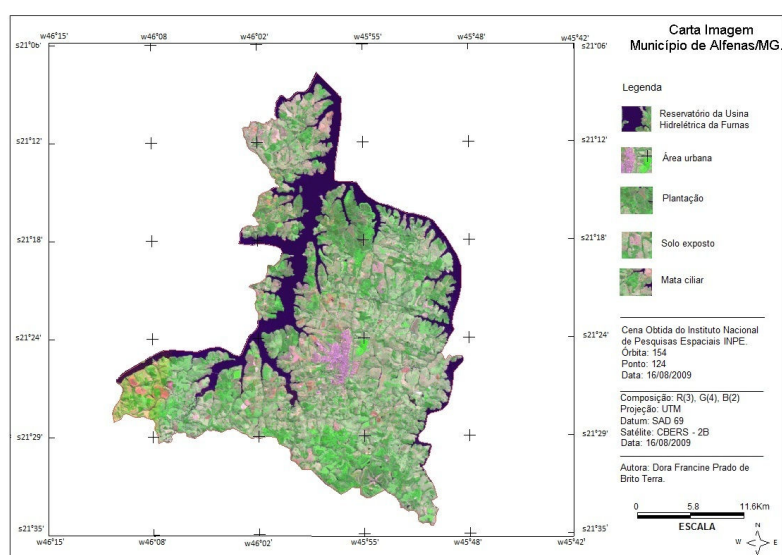 Carta Imagem
Município de Alfenas/MG.
w46°15' w46°08' w46°02' w45°55' w45°48' w45°42'
s21°06' s21°06'
Legenda
Reservatório da Usina
Hidrelétrica da Furnas
s21°12' s21°12'
Área urbana
Plantação
s21°18' s21°18'
Solo exposto
Mata ciliar
s21°24' s21°24'
Cena Obtida do Instituto Nacional
de Pesquisas Espaciais INPE.
Órbita: 154
Ponto: 124
Data: 16/08/2009
Composição: R(3), G(4), B(2)
Projeção: UTM
Datum: SAD 69
Satélite: CBERS - 2B
Data: 16/08/2009
s21°29' s21°29'
Autora: Dora Francine Prado de
Brito Terra.
0 5.8 11.6Km
ESCALA
N
W E
S
s21°35' s21°35'
w46°15' w46°08' w46°02' w45°55' w45°48' w45°42'